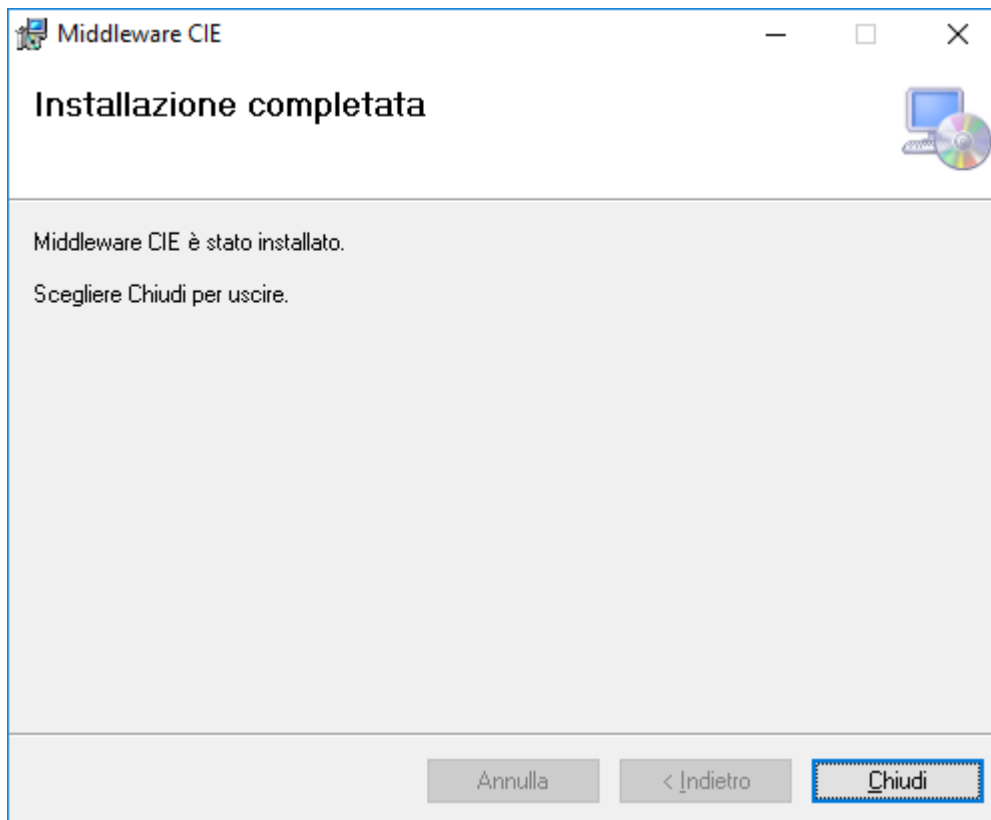 Middleware CIE
Installazione completata
Middleware CIE è stato installato.
Scegliere Chiudi per uscire.
Annulla
< Indietro
Chiudi